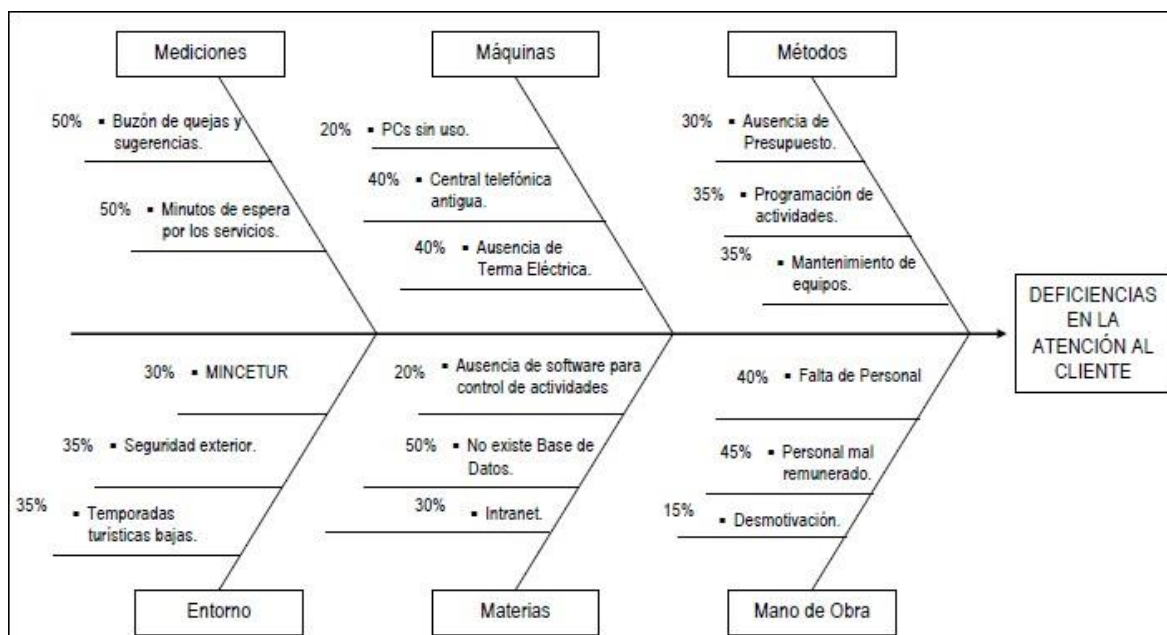 Mediciones
Máquinas
Métodos
50% ▪ Buzón de quejas y
sugerencias.
50% ▪ Minutos de espera
por los servicios.
20% ▪ PCs sin uso.
40% ▪ Central telefónica
antigua.
40% ▪ Ausencia de
Terma Eléctrica.
30% ▪ Ausencia de
Presupuesto.
35% ▪ Programación de
actividades.
35% ▪ Mantenimiento de
equipos.
DEFICIENCIAS
EN LA
ATENCIÓN AL
CLIENTE
30% ▪ MINCETUR
35% ▪ Seguridad exterior.
35% ▪ Temporadas
turísticas bajas.
20% ▪ Ausencia de software para
control de actividades
50% ▪ No existe Base de
Datos.
30% ▪ Intranet.
40% ▪ Falta de Personal
45% ▪ Personal mal
remunerado.
15% ▪ Desmotivación.
Entorno
Materias
Mano de Obra